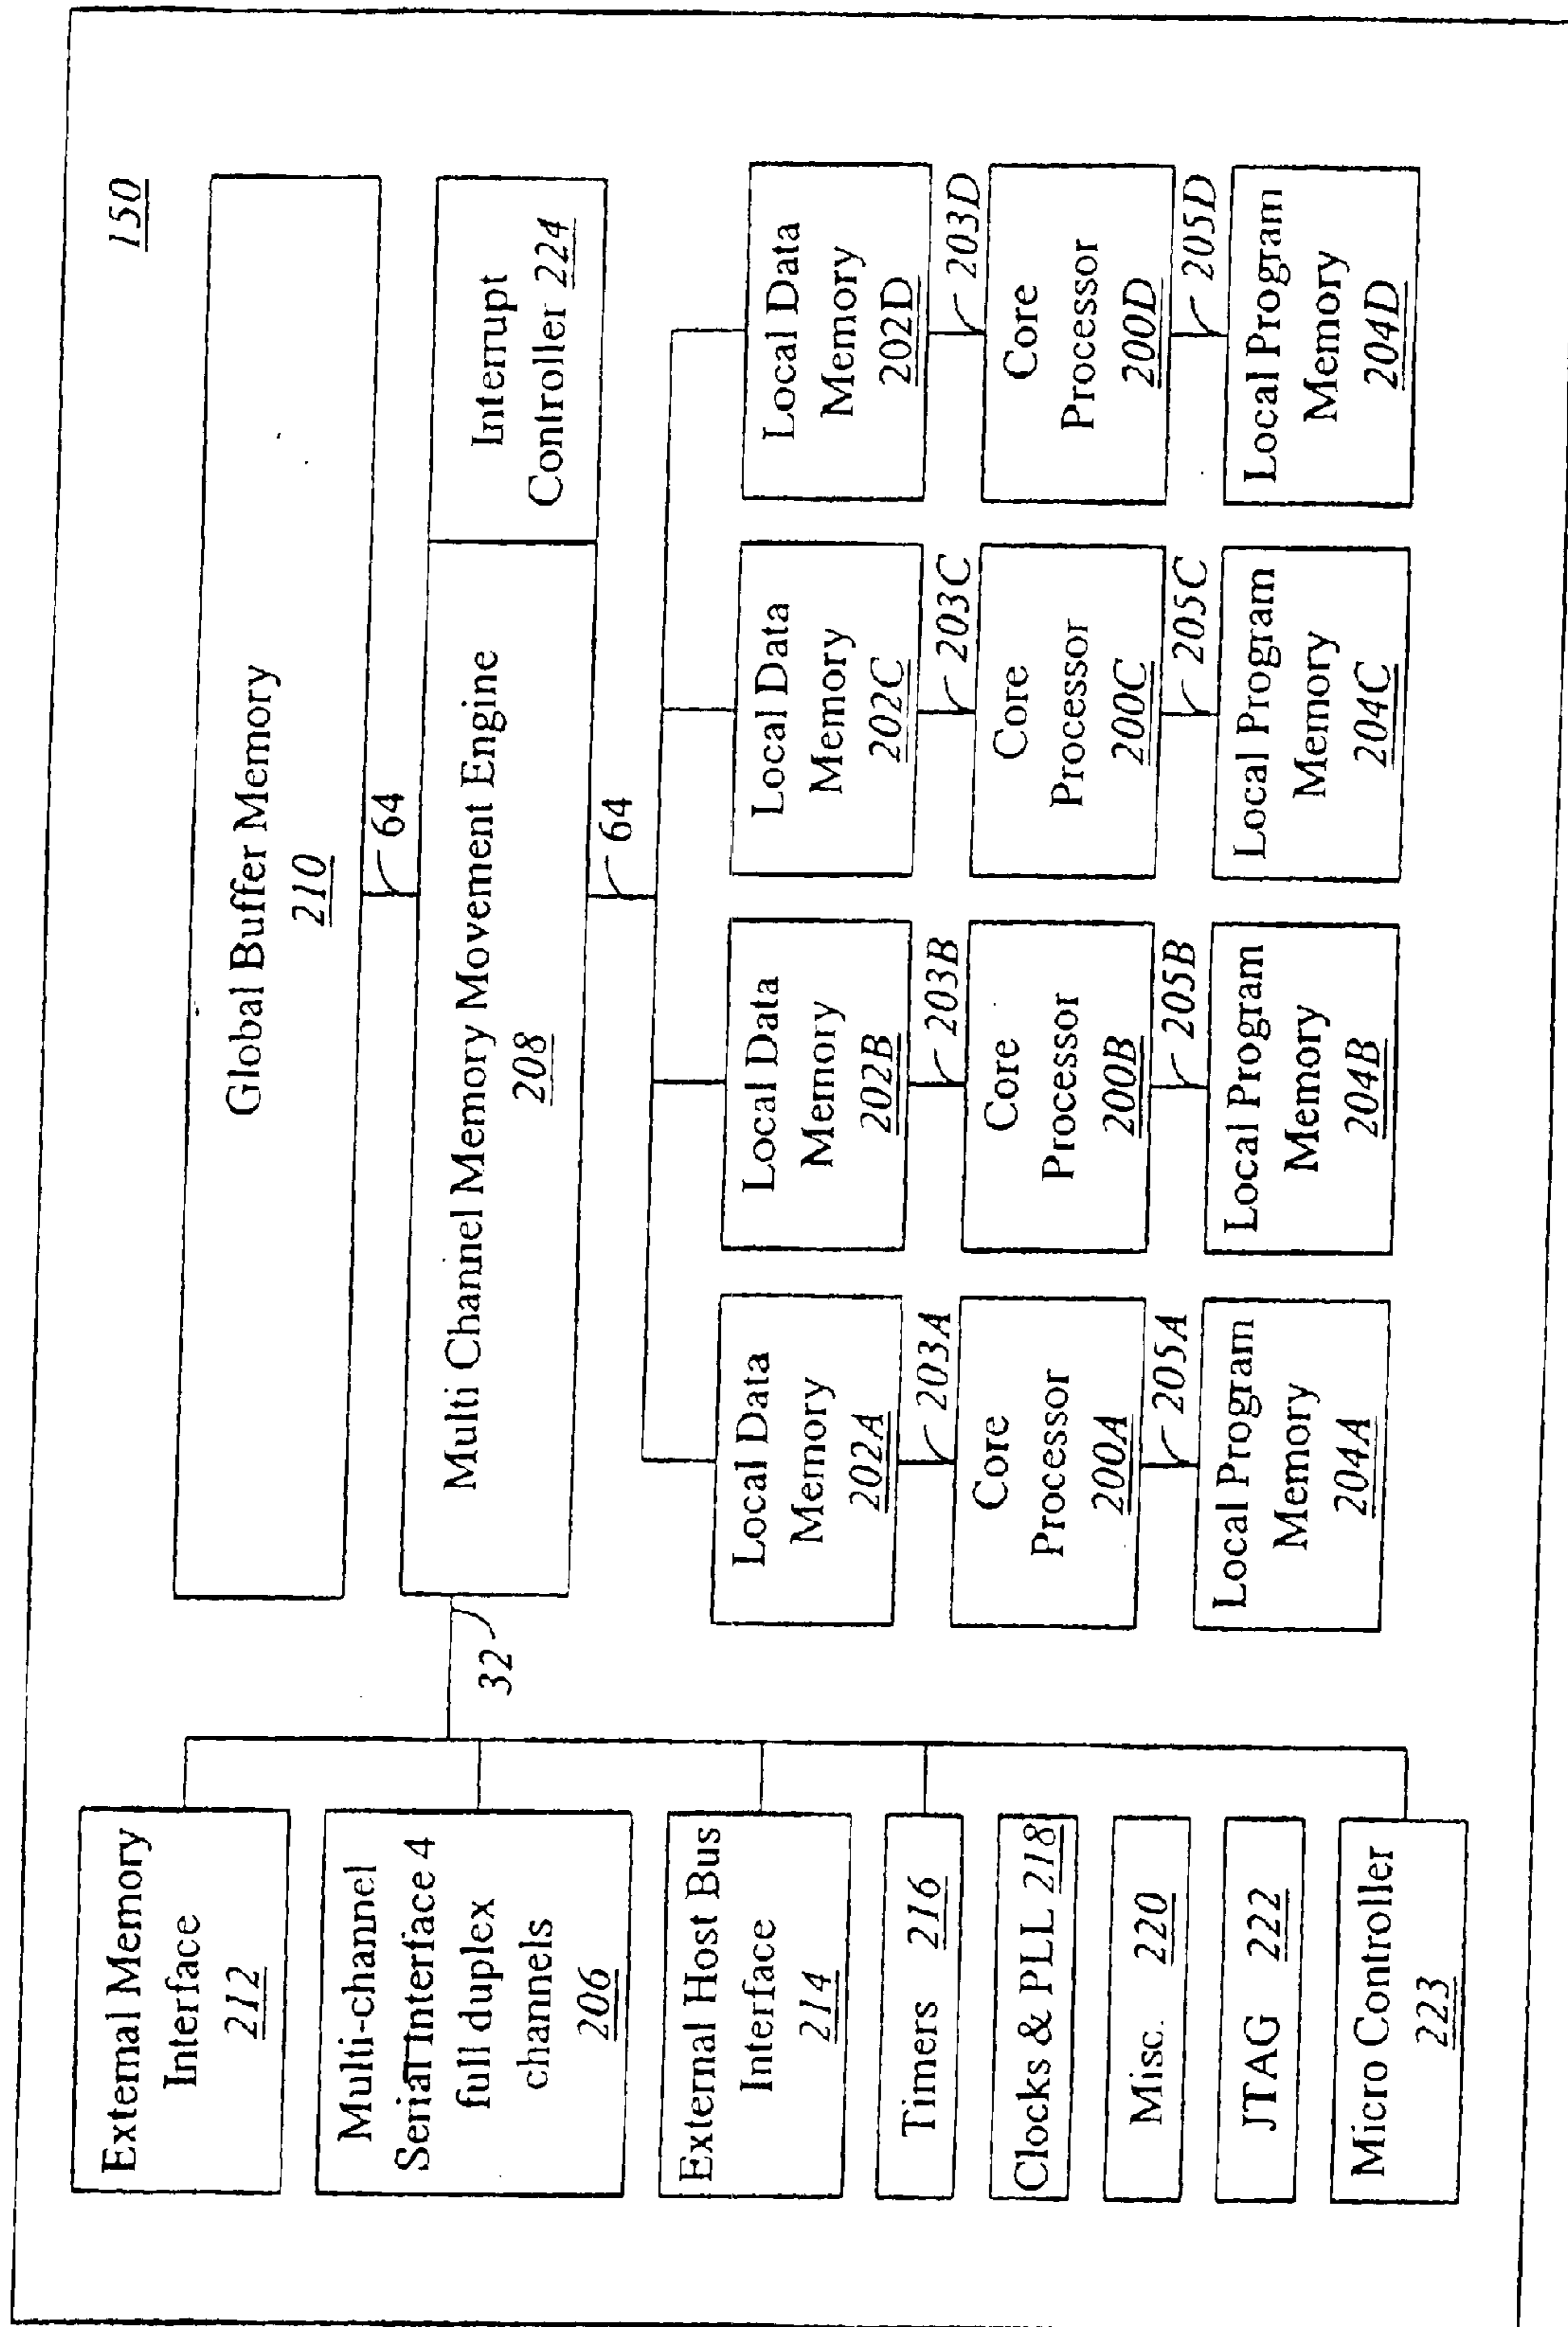 150
Global Buffer Memory
210
64
Multi Channel Memory Movement Engine
208
Interrupt
Controller 224
32
64
External Memory
Interface
212
Multi-channel
Serial Interface 4
full duplex
channels
206
External Host Bus
Interface
214
Timers 216
Clocks & PLL 218
Misc. 220
JTAG 222
Micro Controller
223
Local Data
Memory
202A
203A
Core
Processor
200A
205A
Local Program
Memory
204A
Local Data
Memory
202B
203B
Core
Processor
200B
205B
Local Program
Memory
204B
Local Data
Memory
202C
203C
Core
Processor
200C
205C
Local Program
Memory
204C
Local Data
Memory
202D
203D
Core
Processor
200D
205D
Local Program
Memory
204D